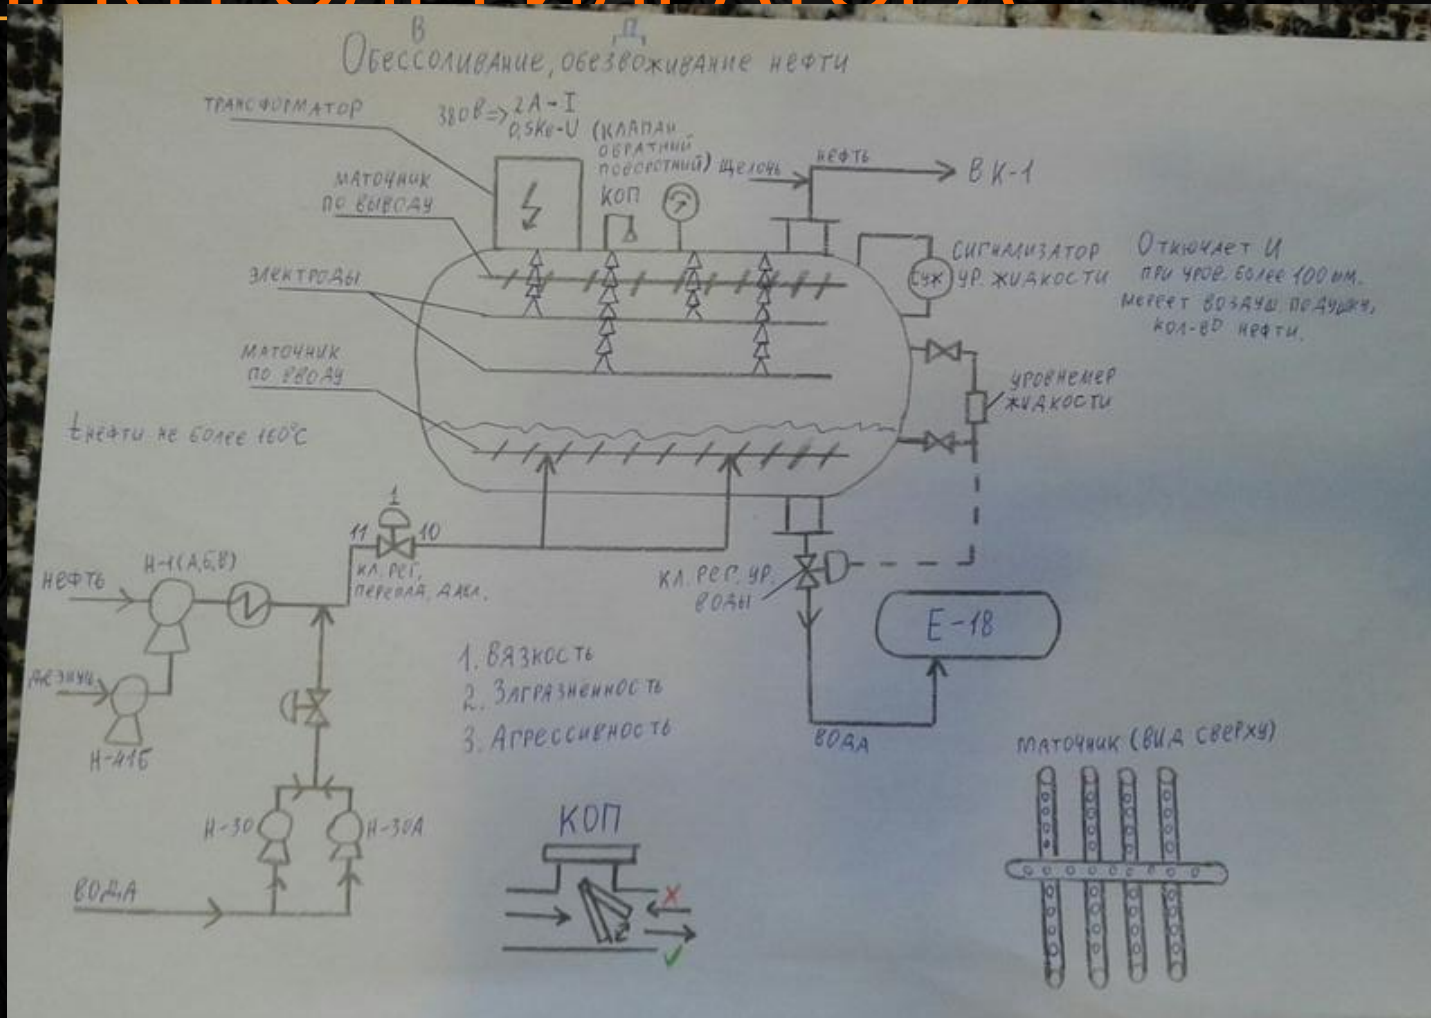 В
П
Обессоливание, обезвоживание нефти
ТРАНСФОРМАТОР
380В => 2А-I
0,5Кв-U
(КЛАПАН
ОБРАТНЫЙ
ПОВОРОТНЫЙ)
КОП
ЩЕЛОЧЬ
НЕФТЬ
В К-1
МАТОЧНИК
ПО ВЫВОДУ
ЭЛЕКТРОДЫ
МАТОЧНИК
ПО ВВОДУ
СУЖ
СИГНАЛИЗАТОР
УР. ЖИДКОСТИ
Отключает U
при уров. более 100 мм.
воздуш. подушку,
кол-во нефти.
УРОВНЕМЕР
ЖИДКОСТИ
t нефти не более 160°С
1
11
10
КЛ. РЕГ.
ПЕРЕПАД. ДАВЛ.
Н-1(А,Б,В)
НЕФТЬ
Н-41Б
КЛ. РЕГ. УР.
ВОДЫ
Е-18
ВОДА
1. ВЯЗКОСТЬ
2. ЗАГРЯЗНЕННОСТЬ
3. АГРЕССИВНОСТЬ
Н-30
Н-30А
ВОДА
КОП
МАТОЧНИК (ВИД СВЕРХУ)